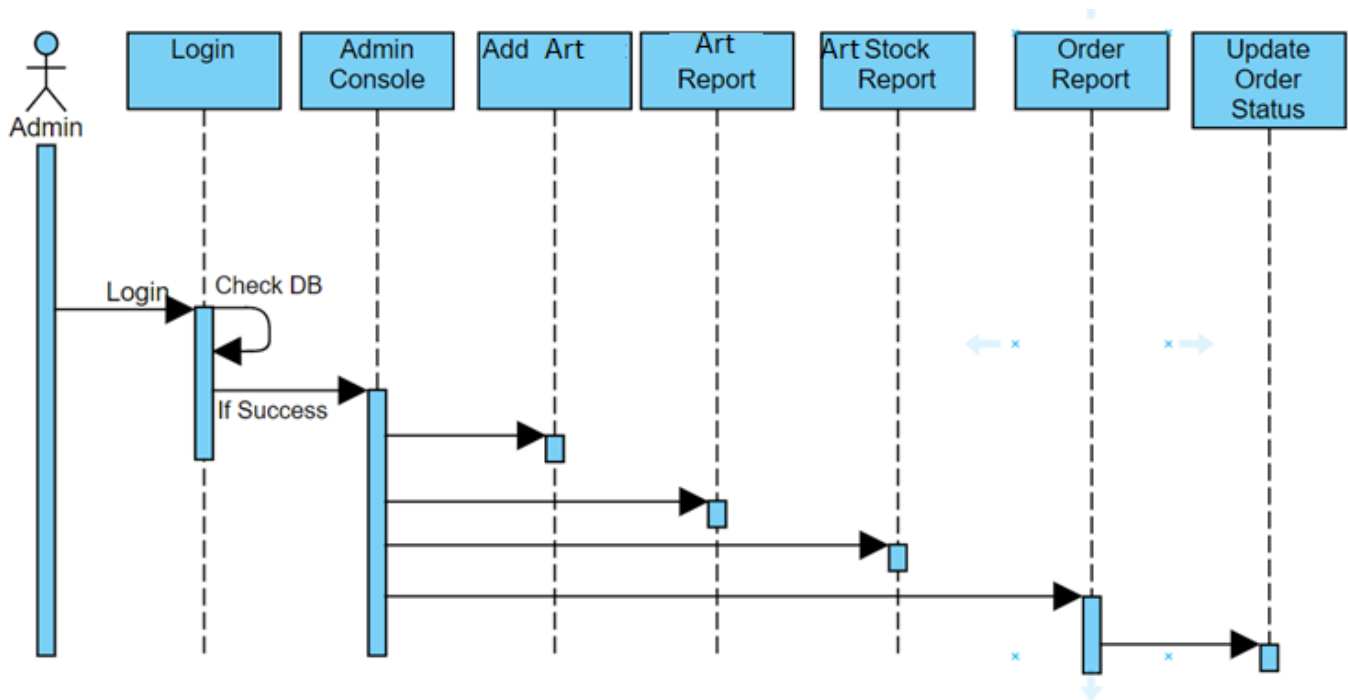 Admin
Login
Admin
Console
Add Art
Art
Report
Art Stock
Report
Order
Report
Update
Order
Status
Login
Check DB
If Success